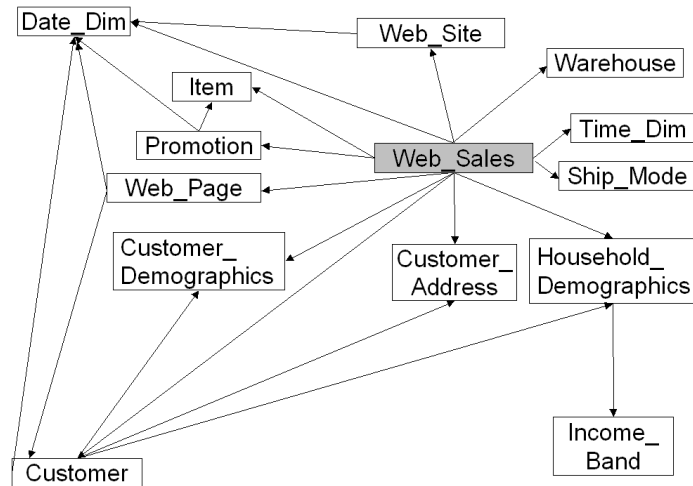 Date_Dim
Web_Site
Warehouse
Item
Time_Dim
Promotion
Web_Sales
Ship_Mode
Web_Page
Customer_
Demographics
Customer_
Address
Household_
Demographics
Income_
Band
Customer